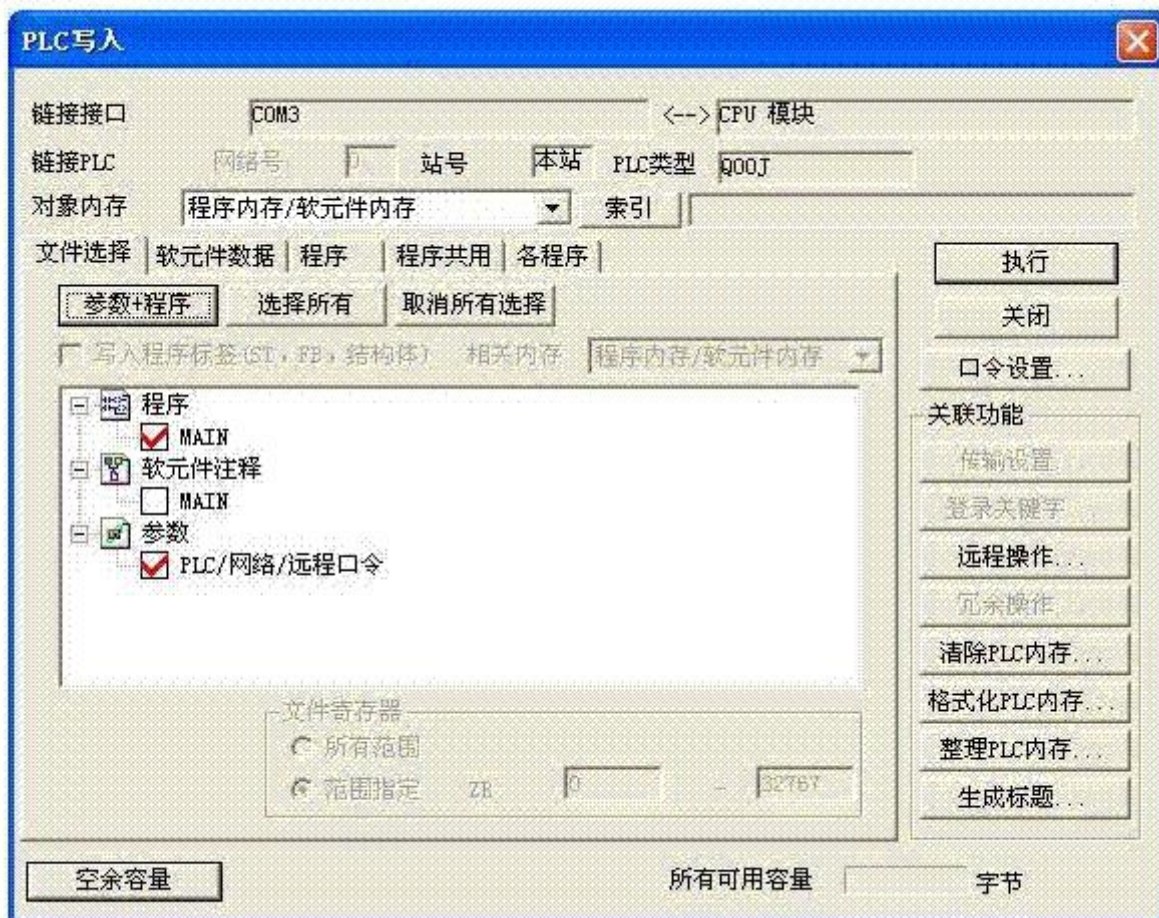 PLC写入
链接接口 COM3 <--> CPU 模块
链接PLC 网络号 0 站号 本站 PLC类型 Q00J
对象内存 程序内存/软元件内存 索引
文件选择 软元件数据 程序 程序共用 各程序
参数+程序 选择所有 取消所有选择
写入程序标签(ST,FB,结构体) 相关内存 程序内存/软元件内存
程序
MAIN
软元件注释
MAIN
参数
PLC/网络/远程口令
文件寄存器
所有范围
范围指定 ZR 0 - 32767
执行
关闭
口令设置...
关联功能
传输设置...
登录关键字...
远程操作...
冗余操作...
清除PLC内存...
格式化PLC内存...
整理PLC内存...
生成标题...
空余容量 所有可用容量 字节